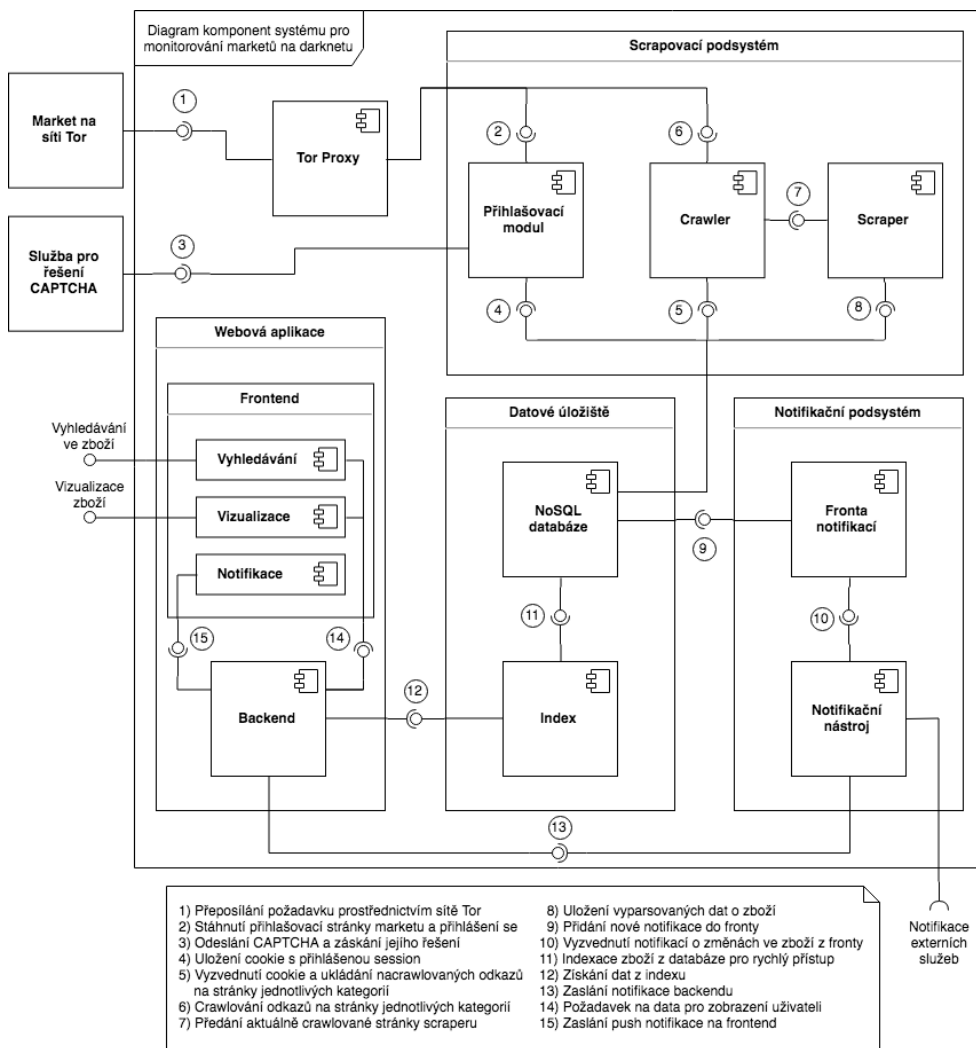 Diagram komponent systému pro
monitorování marketů na darknetu
Scrapovací podsystém
Market na
síti Tor
1
Tor Proxy
2
6
Přihlašovací
modul
Crawler
7
Scraper
Služba pro
řešení
CAPTCHA
3
4
5
8
Webová aplikace
Frontend
Datové úložiště
Notifikační podsystém
Vyhledávání
ve zboží
Vyhledávání
Vizualizace
zboží
Vizualizace
NoSQL
databáze
Fronta
notifikací
9
Notifikace
15
14
11
10
Backend
12
Index
Notifikační
nástroj
13
1) Přeposílání požadavku prostřednictvím sítě Tor
2) Stáhnutí přihlašovací stránky marketu a přihlášení se
3) Odeslání CAPTCHA a záskání jejího řešení
4) Uložení cookie s přihlášenou session
5) Vyzvednutí cookie a ukládání nacrawlovaných odkazů
na stránky jednotlivých kategorií
6) Crawlování odkazů na stránky jednotlivých kategorií
7) Předání aktuálně crawlované stránky scraperu
8) Uložení vyparsovaných dat o zboží
9) Přidání nové notifikace do fronty
10) Vyzvednutí notifikací o změnách ve zboží z fronty
11) Indexace zboží z databáze pro rychlý přístup
12) Získání dat z indexu
13) Zaslání notifikace backendu
14) Požadavek na data pro zobrazení uživateli
15) Zaslání push notifikace na frontend
Notifikace
externích
služeb